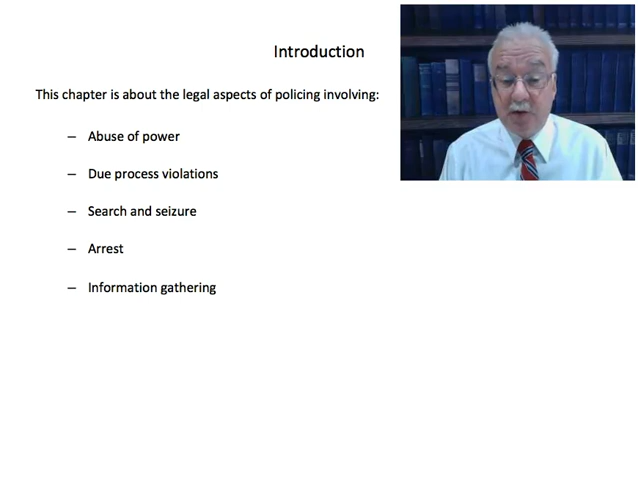 Introduction
This chapter is about the legal aspects of policing involving:
– Abuse of power
– Due process violations
– Search and seizure
– Arrest
– Information gathering